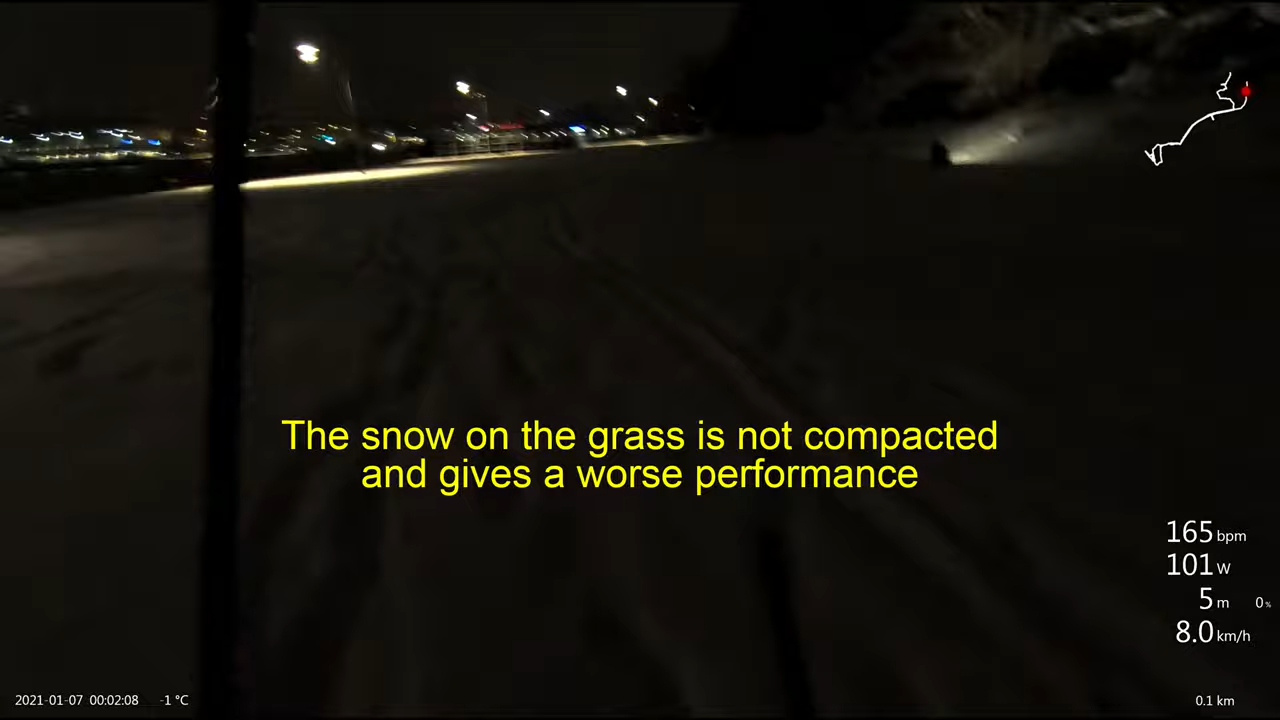 The snow on the grass is not compacted
and gives a worse performance
165 bpm
101 W
5 m 0 %
8.0 km/h
2021-01-07 00:02:08 -1 °C
0.1 km